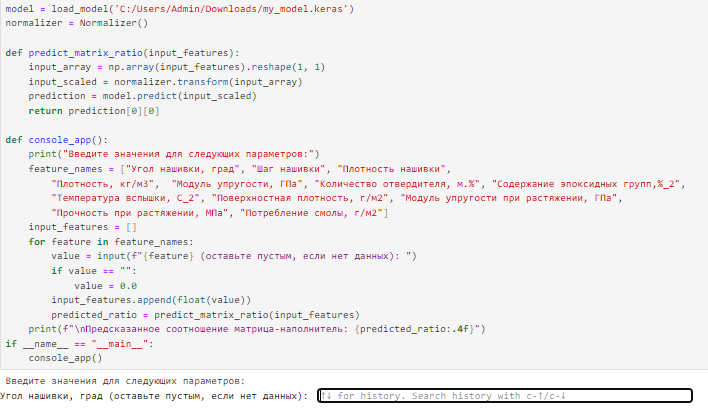 model = load_model('C:/Users/Admin/Downloads/my_model.keras')
normalizer = Normalizer()
def predict_matrix_ratio(input_features):
    input_array = np.array(input_features).reshape(1, 1)
    input_scaled = normalizer.transform(input_array)
    prediction = model.predict(input_scaled)
    return prediction[0][0]
def console_app():
    print("Введите значения для следующих параметров:")
    feature_names = ["Угол нашивки, град", "Шаг нашивки", "Плотность нашивки",
        "Плотность, кг/м3",  "Модуль упругости, ГПа", "Количество отвердителя, м.%", "Содержание эпоксидных групп,%_2",
        "Температура вспышки, С_2", "Поверхностная плотность, г/м2", "Модуль упругости при растяжении, ГПа",
        "Прочность при растяжении, МПа", "Потребление смолы, г/м2"]
    input_features = []
    for feature in feature_names:
        value = input(f"{feature} (оставьте пустым, если нет данных): ")
        if value == "":
            value = 0.0
        input_features.append(float(value))
        predicted_ratio = predict_matrix_ratio(input_features)
    print(f"\nПредсказанное соотношение матрица-наполнитель: {predicted_ratio:.4f}")
if __name__ == "__main__":
    console_app()
Введите значения для следующих параметров:
Угол нашивки, град (оставьте пустым, если нет данных): ↑↓ for history. Search history with c-↑/c-↓